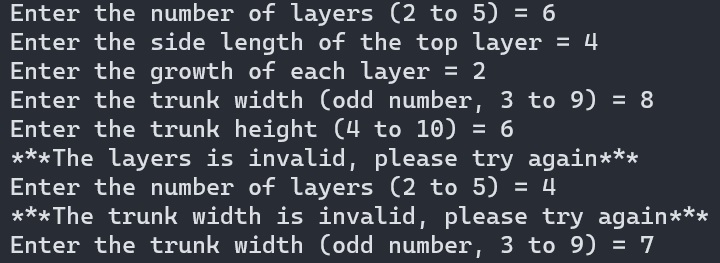 Enter the number of layers (2 to 5) = 6
Enter the side length of the top layer = 4
Enter the growth of each layer = 2
Enter the trunk width (odd number, 3 to 9) = 8
Enter the trunk height (4 to 10) = 6
***The layers is invalid, please try again***
Enter the number of layers (2 to 5) = 4
***The trunk width is invalid, please try again***
Enter the trunk width (odd number, 3 to 9) = 7